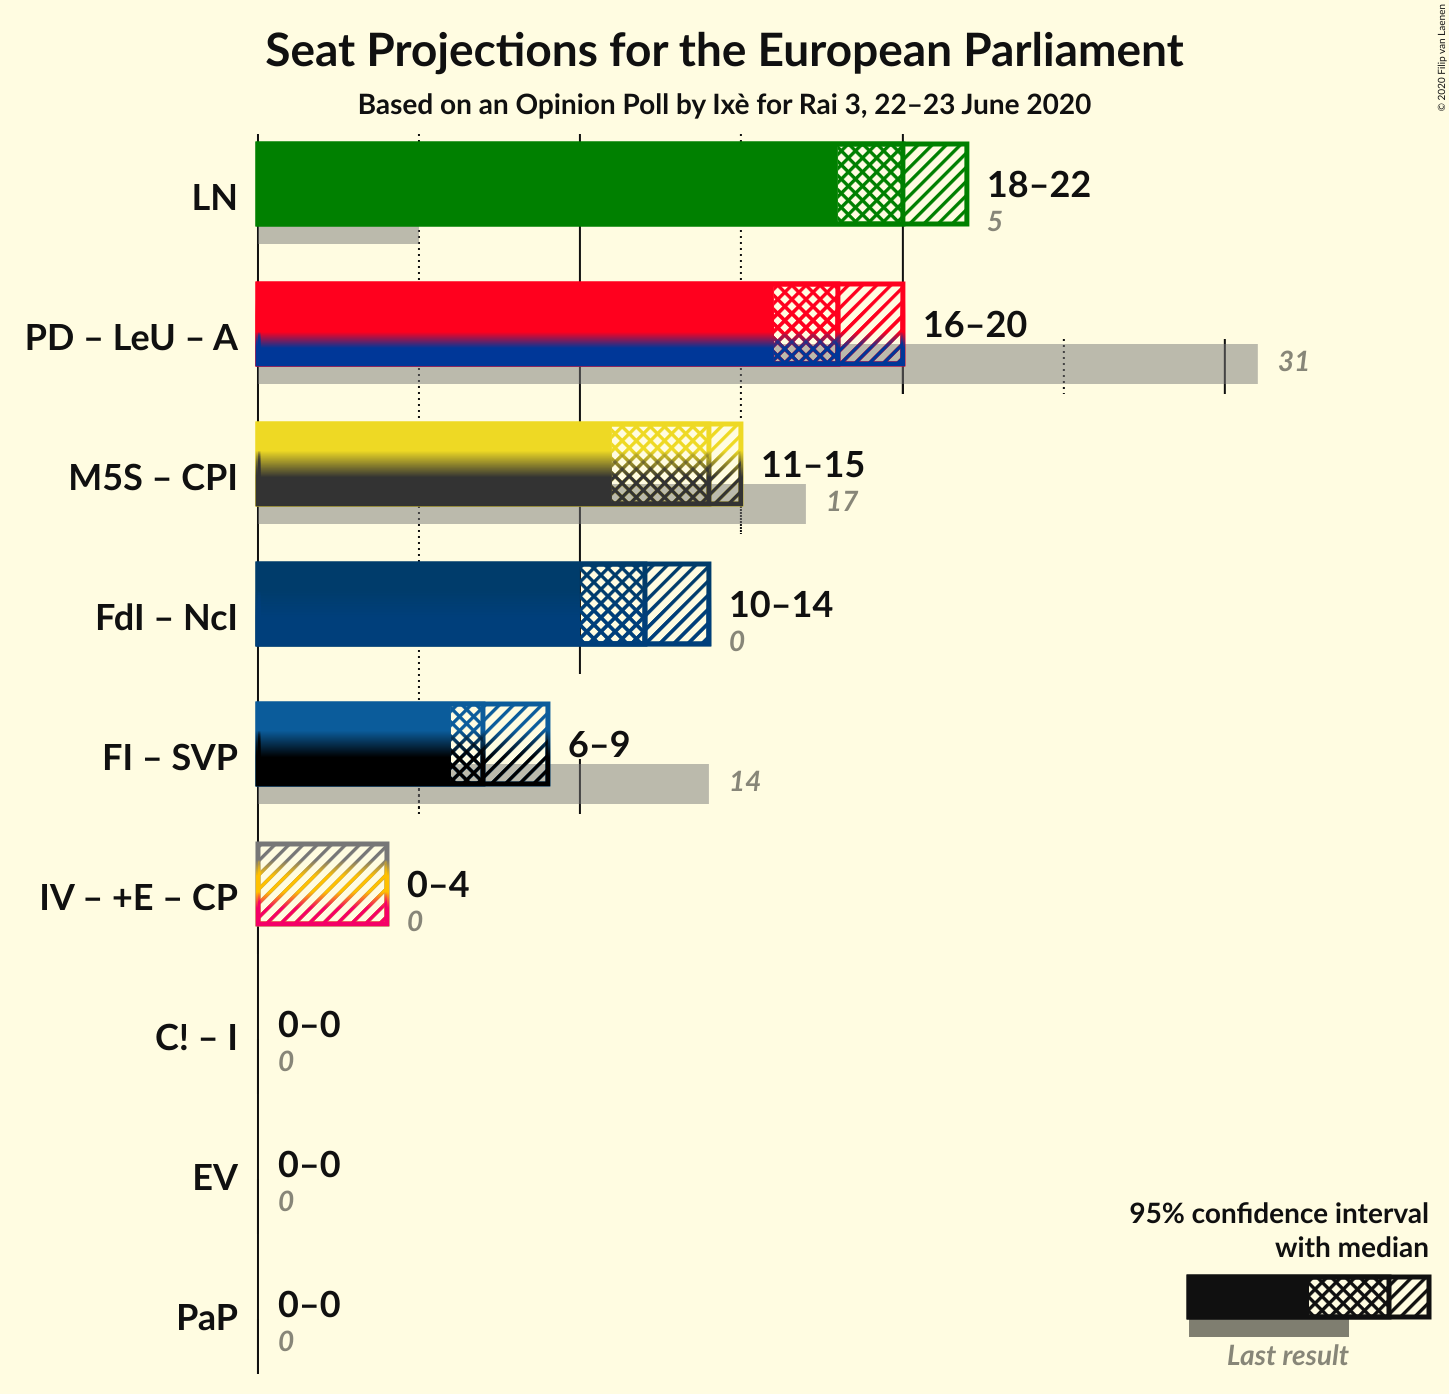 Seat Projections for the European Parliament
Based on an Opinion Poll by Ixè for Rai 3, 22–23 June 2020
© 2020 Filip van Laenen
LN
18–22
5
PD – LeU – A
16–20
31
M5S – CPI
11–15
17
FdI – NcI
10–14
0
FI – SVP
6–9
14
IV – +E – CP
0–4
0
C! – I
0–0
0
EV
0–0
0
PaP
0–0
0
95% confidence interval
with median
Last result